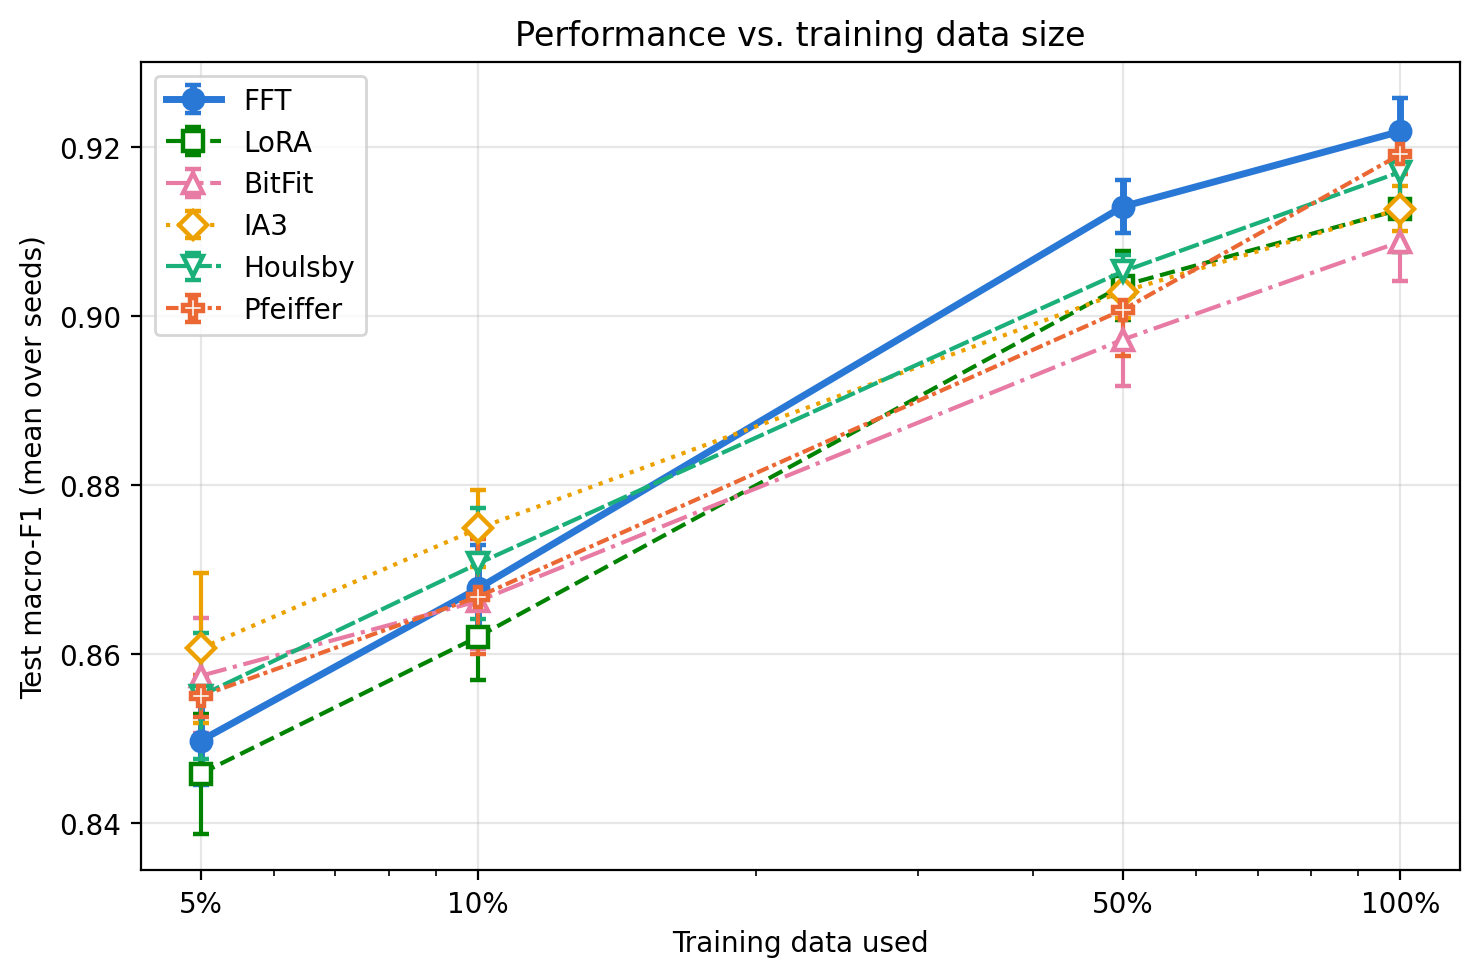 Performance vs. training data size
FFT
LoRA
BitFit
IA3
Houlsby
Pfeiffer
Test macro-F1 (mean over seeds)
0.92
0.90
0.88
0.86
0.84
5%
10%
50%
100%
Training data used